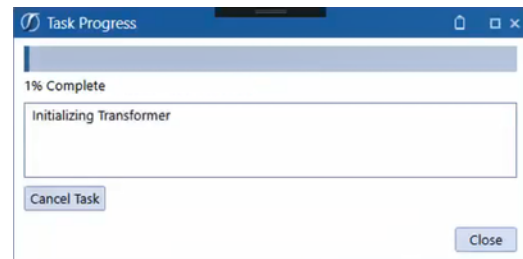 Task Progress
1% Complete
Initializing Transformer
Cancel Task
Close